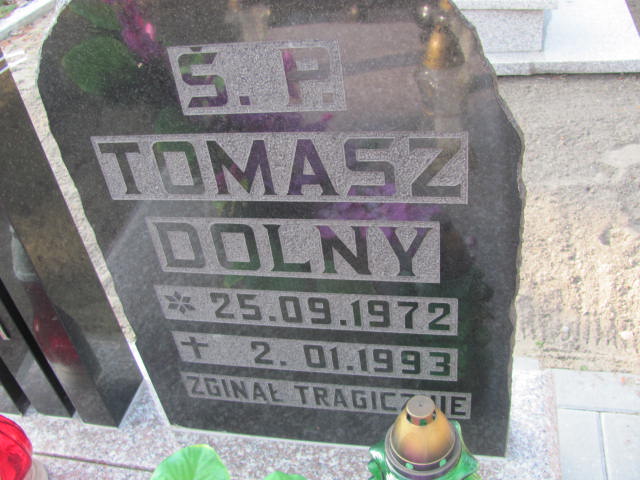 Ś. P.
TOMASZ
DOLNY
* 25.09.1972
✝ 2. 01.1993
ZGINAŁ TRAGICZNIE